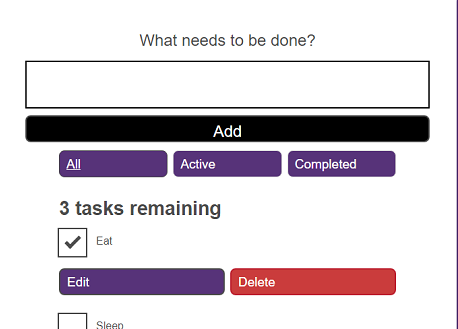 What needs to be done?
Add
All
Active
Completed
3 tasks remaining
Eat
Edit
Delete
Sleep